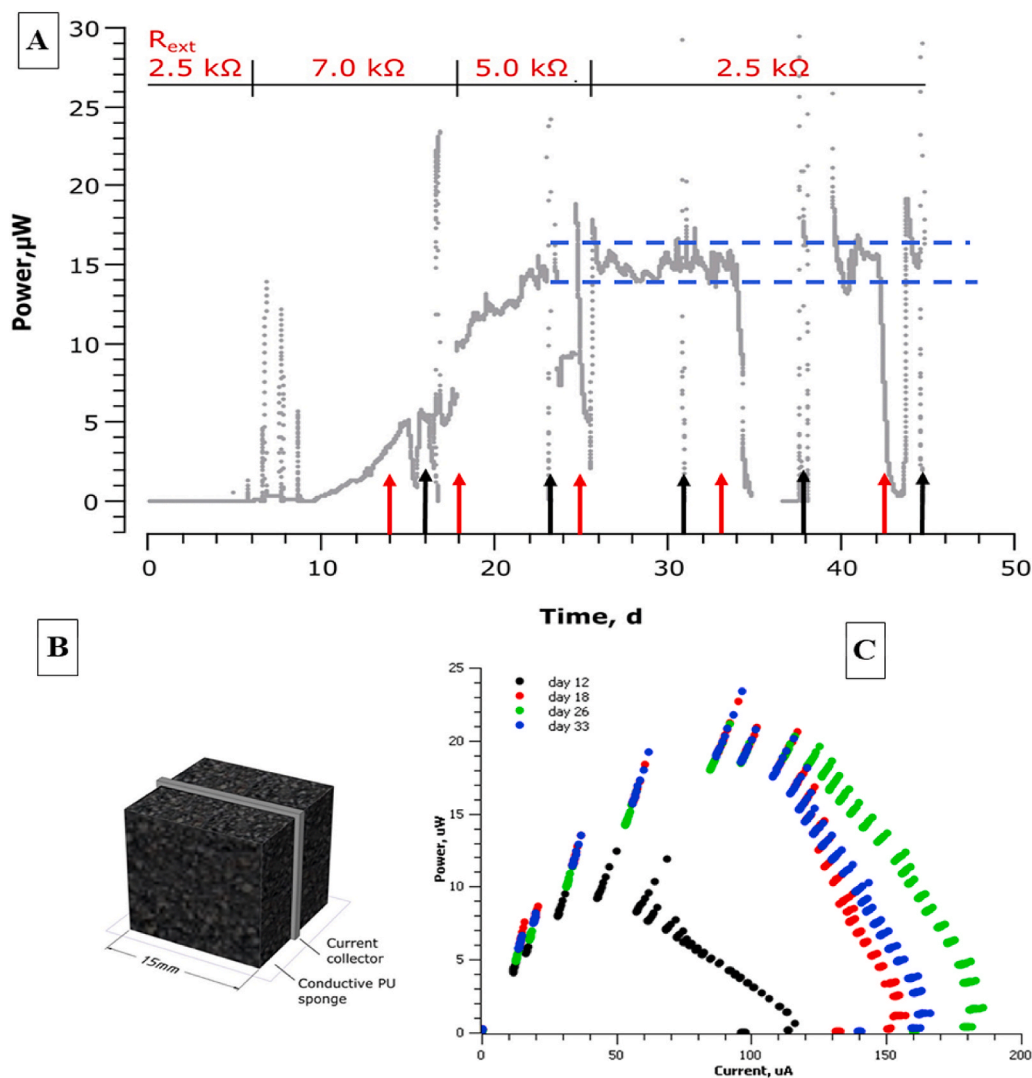 A
R_ext
2.5 kΩ 7.0 kΩ 5.0 kΩ 2.5 kΩ
30
25
20
15
10
5
0
Power,µW
0 10 20 30 40 50
Time, d
B
C
25
20
15
10
5
0
Power, uW
day 12
day 18
day 26
day 33
0 50 100 150 200
Current, uA
15mm
Current
collector
Conductive PU
sponge